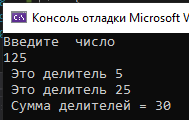 Консоль отладки Microsoft V
Введите число
125
Это делитель 5
Это делитель 25
Сумма делителей = 30